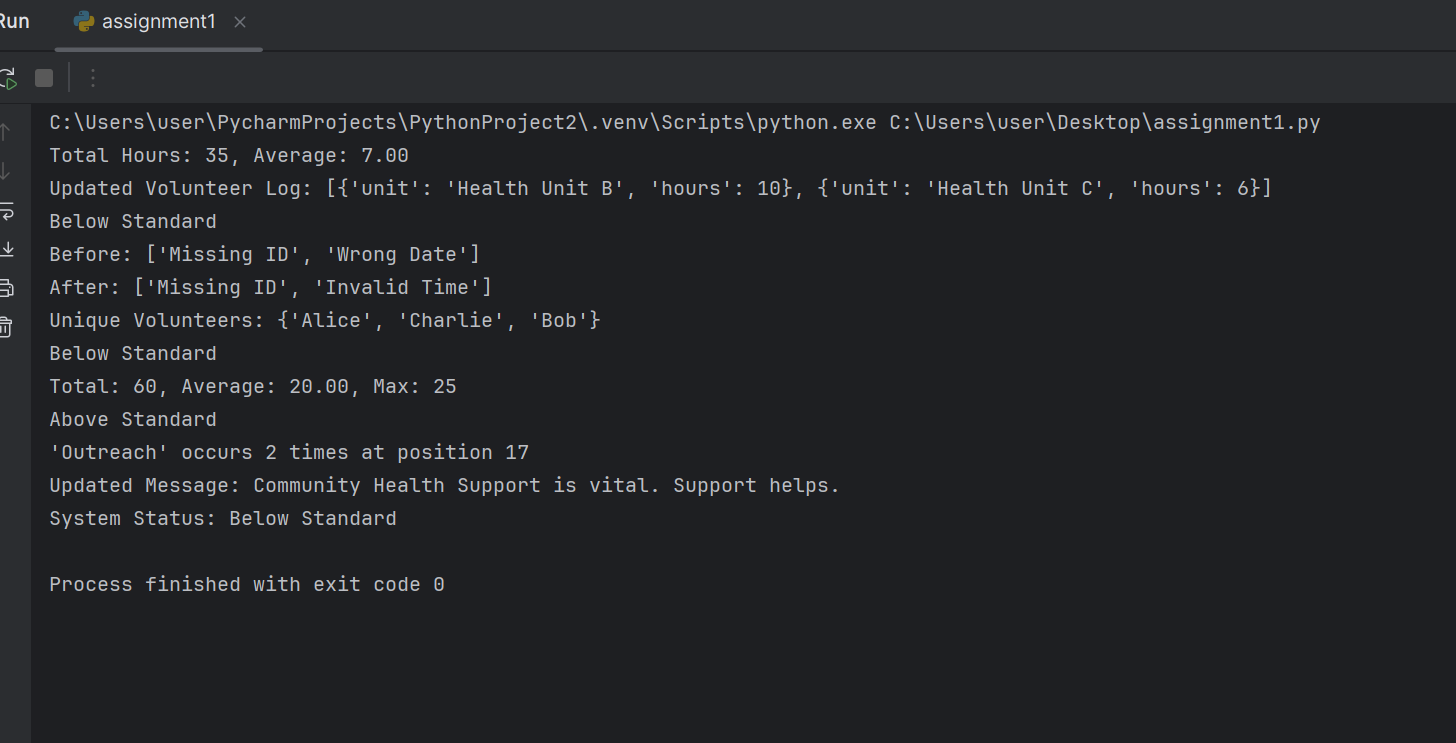 Run assignment1
C:\Users\user\PycharmProjects\PythonProject2\.venv\Scripts\python.exe C:\Users\user\Desktop\assignment1.py
Total Hours: 35, Average: 7.00
Updated Volunteer Log: [{'unit': 'Health Unit B', 'hours': 10}, {'unit': 'Health Unit C', 'hours': 6}]
Below Standard
Before: ['Missing ID', 'Wrong Date']
After: ['Missing ID', 'Invalid Time']
Unique Volunteers: {'Alice', 'Charlie', 'Bob'}
Below Standard
Total: 60, Average: 20.00, Max: 25
Above Standard
'Outreach' occurs 2 times at position 17
Updated Message: Community Health Support is vital. Support helps.
System Status: Below Standard
Process finished with exit code 0